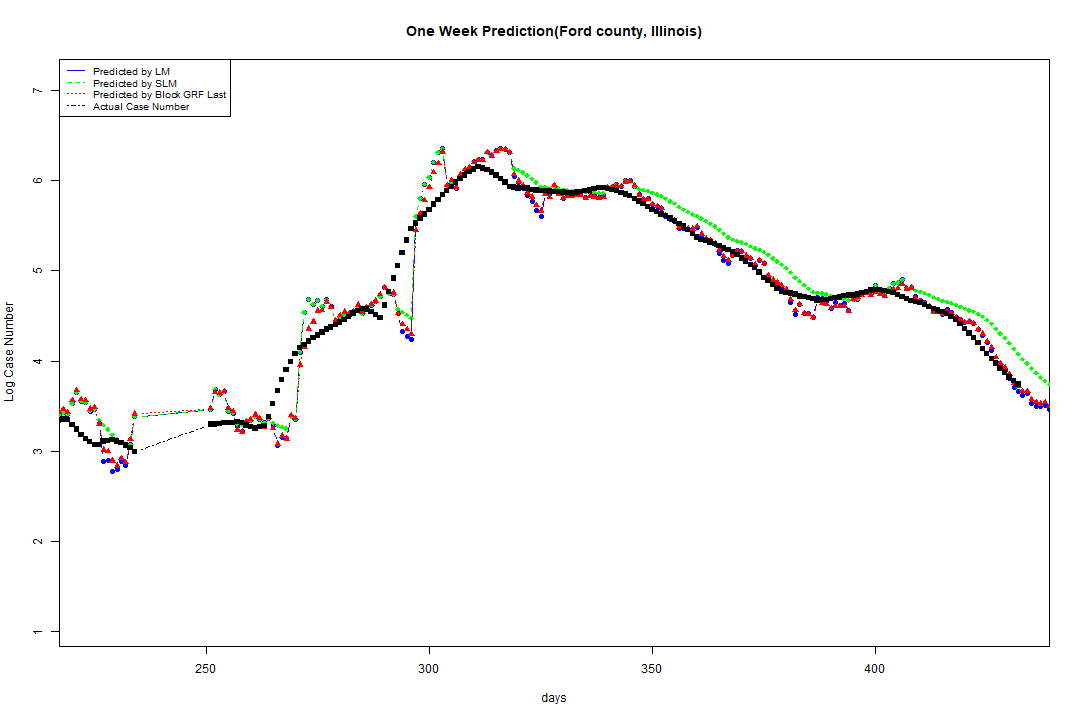 One Week Prediction(Ford county, Illinois)
Predicted by LM
Predicted by SLM
Predicted by Block GRF Last
Actual Case Number
7
6
5
4
3
2
1
Log Case Number
250 300 350 400
days